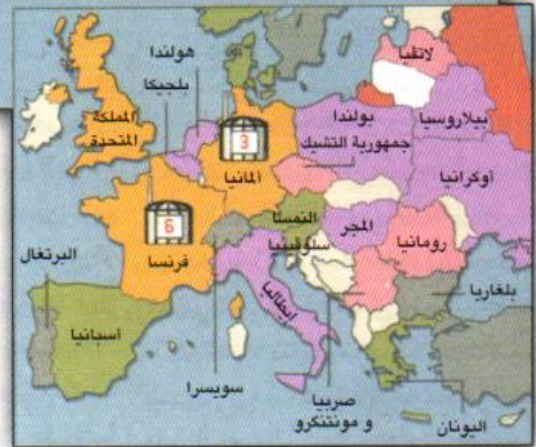 هولندا
بلجيكا
لاتفيا
المملكة
المتحدة
3
ألمانيا
بولندا
جمهورية التشيك
بيلاروسيا
أوكرانيا
النمسا
المجر
سلوفينيا
رومانيا
6
فرنسا
البرتغال
أسبانيا
إيطاليا
بلغاريا
سويسرا
صربيا
و مونتنكرو
اليونان